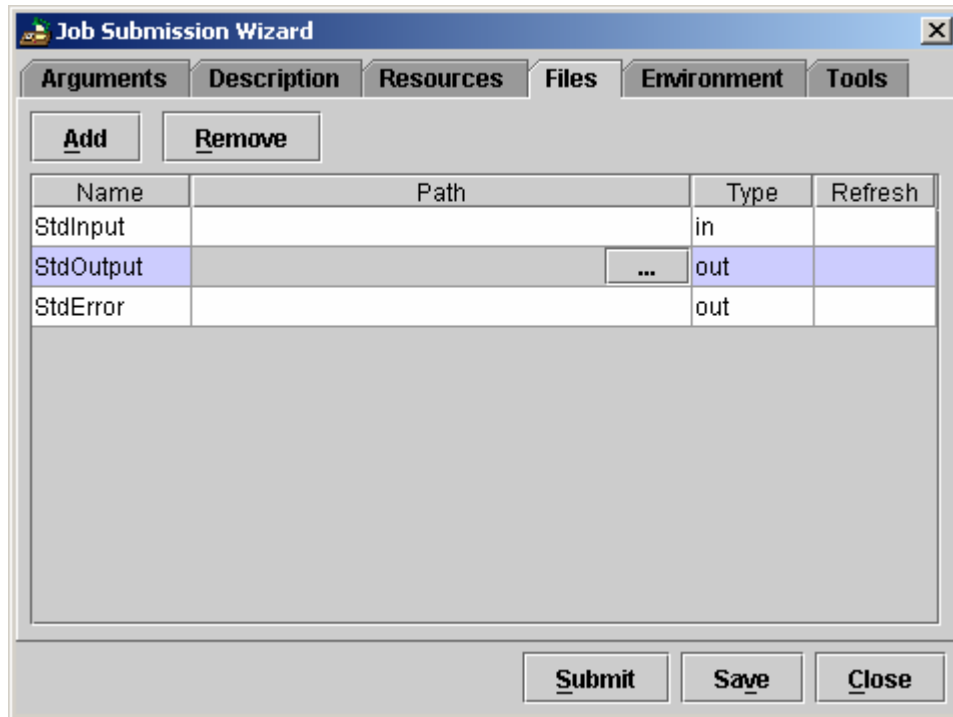 Job Submission Wizard
Arguments Description Resources Files Environment Tools
Add Remove
Name Path Type Refresh
StdInput in
StdOutput ... out
StdError out
Submit Save Close